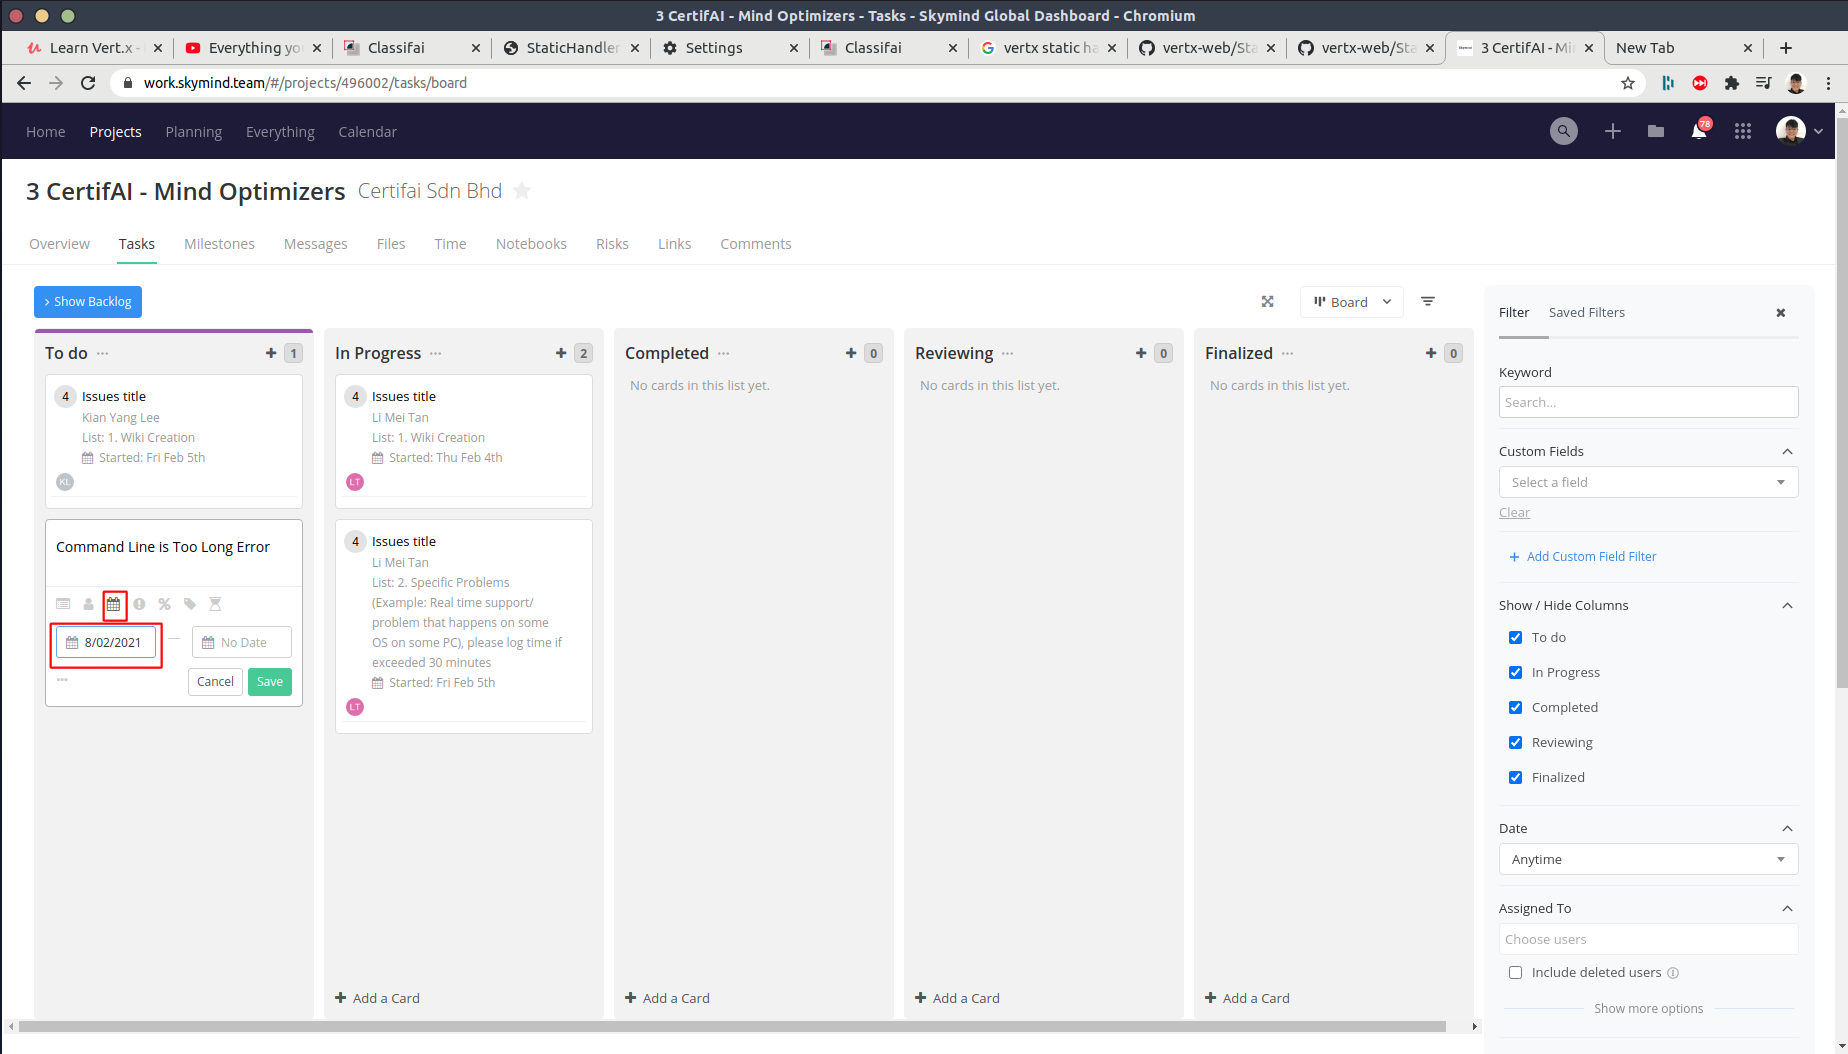 3 CertifAI - Mind Optimizers - Tasks - Skymind Global Dashboard - Chromium
Learn Vert.x -
Everything yo
Classifai
StaticHandler
Settings
Classifai
vertx static ha
vertx-web/Sta
vertx-web/Sta
3 CertifAI - Mi
New Tab
work.skymind.team/#/projects/496002/tasks/board
Home Projects Planning Everything Calendar
78
3 CertifAI - Mind Optimizers Certifai Sdn Bhd
Overview Tasks Milestones Messages Files Time Notebooks Risks Links Comments
Show Backlog
Board
To do ··· + 1
4 Issues title
Kian Yang Lee
List: 1. Wiki Creation
Started: Fri Feb 5th
KL
Command Line is Too Long Error
8/02/2021 — No Date
··· Cancel Save
In Progress ··· + 2
4 Issues title
Li Mei Tan
List: 1. Wiki Creation
Started: Thu Feb 4th
LT
4 Issues title
Li Mei Tan
List: 2. Specific Problems
(Example: Real time support/
problem that happens on some
OS on some PC), please log time if
exceeded 30 minutes
Started: Fri Feb 5th
LT
+ Add a Card
Completed ··· + 0
No cards in this list yet.
+ Add a Card
Reviewing ··· + 0
No cards in this list yet.
+ Add a Card
Finalized ··· + 0
No cards in this list yet.
+ Add a Card
Filter Saved Filters
Keyword
Search...
Custom Fields
Select a field
Clear
+ Add Custom Field Filter
Show / Hide Columns
To do
In Progress
Completed
Reviewing
Finalized
Date
Anytime
Assigned To
Choose users
Include deleted users
Show more options